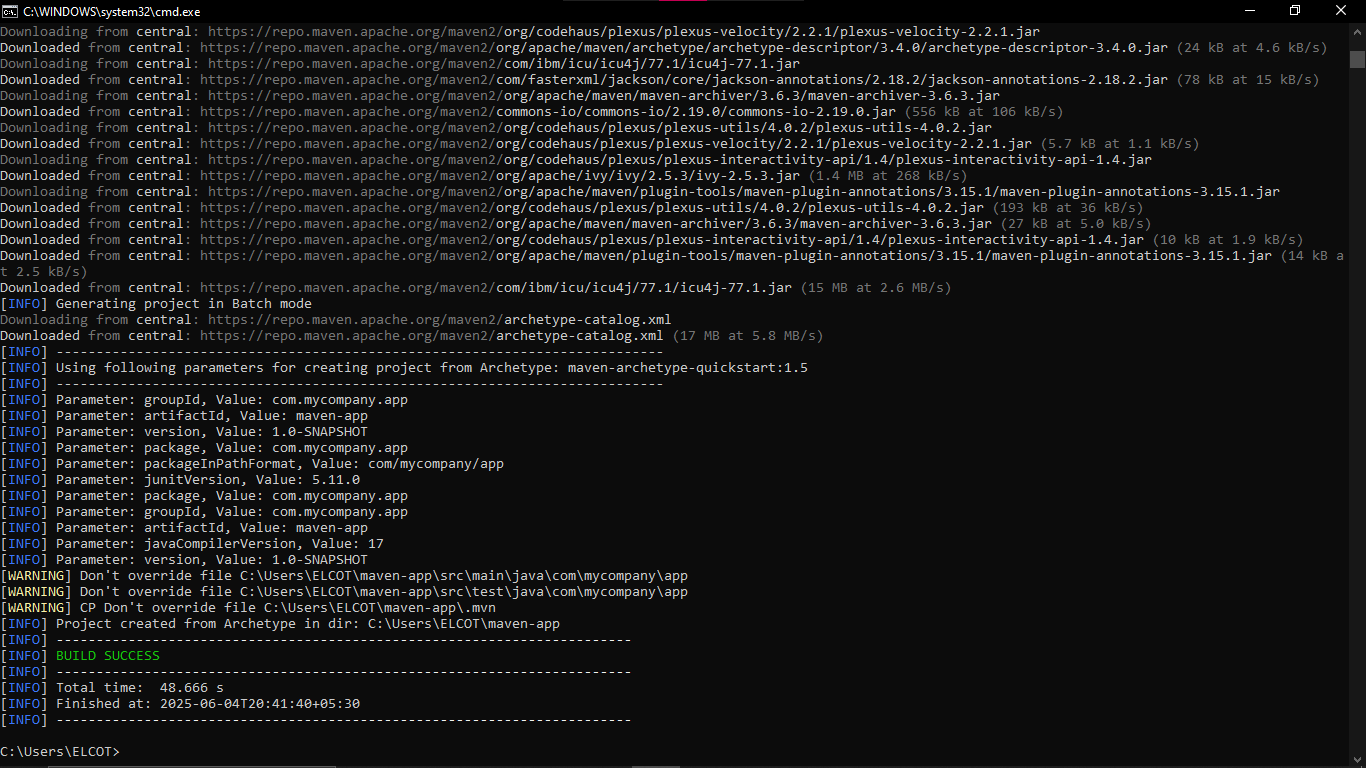 C:\WINDOWS\system32\cmd.exe
Downloading from central: https://repo.maven.apache.org/maven2/org/codehaus/plexus/plexus-velocity/2.2.1/plexus-velocity-2.2.1.jar
Downloaded from central: https://repo.maven.apache.org/maven2/org/apache/maven/archetype/archetype-descriptor/3.4.0/archetype-descriptor-3.4.0.jar (24 kB at 4.6 kB/s)
Downloading from central: https://repo.maven.apache.org/maven2/com/ibm/icu/icu4j/77.1/icu4j-77.1.jar
Downloaded from central: https://repo.maven.apache.org/maven2/com/fasterxml/jackson/core/jackson-annotations/2.18.2/jackson-annotations-2.18.2.jar (78 kB at 15 kB/s)
Downloading from central: https://repo.maven.apache.org/maven2/org/apache/maven/maven-archiver/3.6.3/maven-archiver-3.6.3.jar
Downloaded from central: https://repo.maven.apache.org/maven2/commons-io/commons-io/2.19.0/commons-io-2.19.0.jar (556 kB at 106 kB/s)
Downloading from central: https://repo.maven.apache.org/maven2/org/codehaus/plexus/plexus-utils/4.0.2/plexus-utils-4.0.2.jar
Downloaded from central: https://repo.maven.apache.org/maven2/org/codehaus/plexus/plexus-velocity/2.2.1/plexus-velocity-2.2.1.jar (5.7 kB at 1.1 kB/s)
Downloading from central: https://repo.maven.apache.org/maven2/org/codehaus/plexus/plexus-interactivity-api/1.4/plexus-interactivity-api-1.4.jar
Downloaded from central: https://repo.maven.apache.org/maven2/org/apache/ivy/ivy/2.5.3/ivy-2.5.3.jar (1.4 MB at 268 kB/s)
Downloading from central: https://repo.maven.apache.org/maven2/org/apache/maven/plugin-tools/maven-plugin-annotations/3.15.1/maven-plugin-annotations-3.15.1.jar
Downloaded from central: https://repo.maven.apache.org/maven2/org/codehaus/plexus/plexus-utils/4.0.2/plexus-utils-4.0.2.jar (193 kB at 36 kB/s)
Downloaded from central: https://repo.maven.apache.org/maven2/org/apache/maven/maven-archiver/3.6.3/maven-archiver-3.6.3.jar (27 kB at 5.0 kB/s)
Downloaded from central: https://repo.maven.apache.org/maven2/org/codehaus/plexus/plexus-interactivity-api/1.4/plexus-interactivity-api-1.4.jar (10 kB at 1.9 kB/s)
Downloaded from central: https://repo.maven.apache.org/maven2/org/apache/maven/plugin-tools/maven-plugin-annotations/3.15.1/maven-plugin-annotations-3.15.1.jar (14 kB a
t 2.5 kB/s)
Downloaded from central: https://repo.maven.apache.org/maven2/com/ibm/icu/icu4j/77.1/icu4j-77.1.jar (15 MB at 2.6 MB/s)
[INFO] Generating project in Batch mode
Downloading from central: https://repo.maven.apache.org/maven2/archetype-catalog.xml
Downloaded from central: https://repo.maven.apache.org/maven2/archetype-catalog.xml (17 MB at 5.8 MB/s)
[INFO] ----------------------------------------------------------------------------
[INFO] Using following parameters for creating project from Archetype: maven-archetype-quickstart:1.5
[INFO] ----------------------------------------------------------------------------
[INFO] Parameter: groupId, Value: com.mycompany.app
[INFO] Parameter: artifactId, Value: maven-app
[INFO] Parameter: version, Value: 1.0-SNAPSHOT
[INFO] Parameter: package, Value: com.mycompany.app
[INFO] Parameter: packageInPathFormat, Value: com/mycompany/app
[INFO] Parameter: junitVersion, Value: 5.11.0
[INFO] Parameter: package, Value: com.mycompany.app
[INFO] Parameter: groupId, Value: com.mycompany.app
[INFO] Parameter: artifactId, Value: maven-app
[INFO] Parameter: javaCompilerVersion, Value: 17
[INFO] Parameter: version, Value: 1.0-SNAPSHOT
[WARNING] Don't override file C:\Users\ELCOT\maven-app\src\main\java\com\mycompany\app
[WARNING] Don't override file C:\Users\ELCOT\maven-app\src\test\java\com\mycompany\app
[WARNING] CP Don't override file C:\Users\ELCOT\maven-app\.mvn
[INFO] Project created from Archetype in dir: C:\Users\ELCOT\maven-app
[INFO] ------------------------------------------------------------------------
[INFO] BUILD SUCCESS
[INFO] ------------------------------------------------------------------------
[INFO] Total time:  48.666 s
[INFO] Finished at: 2025-06-04T20:41:40+05:30
[INFO] ------------------------------------------------------------------------
C:\Users\ELCOT>